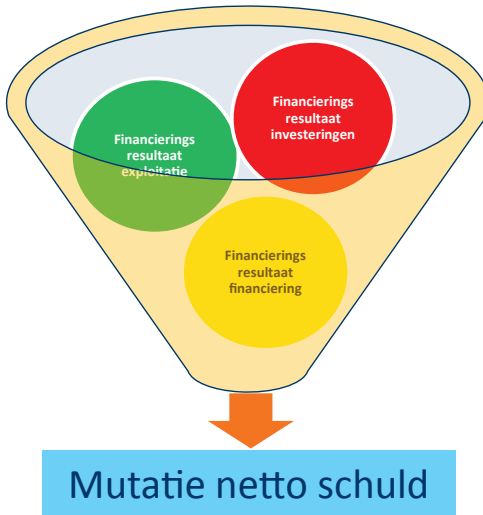 Financierings
resultaat
investeringen
Financierings
resultaat
exploitatie
Financierings
resultaat
financiering
Mutatie netto schuld